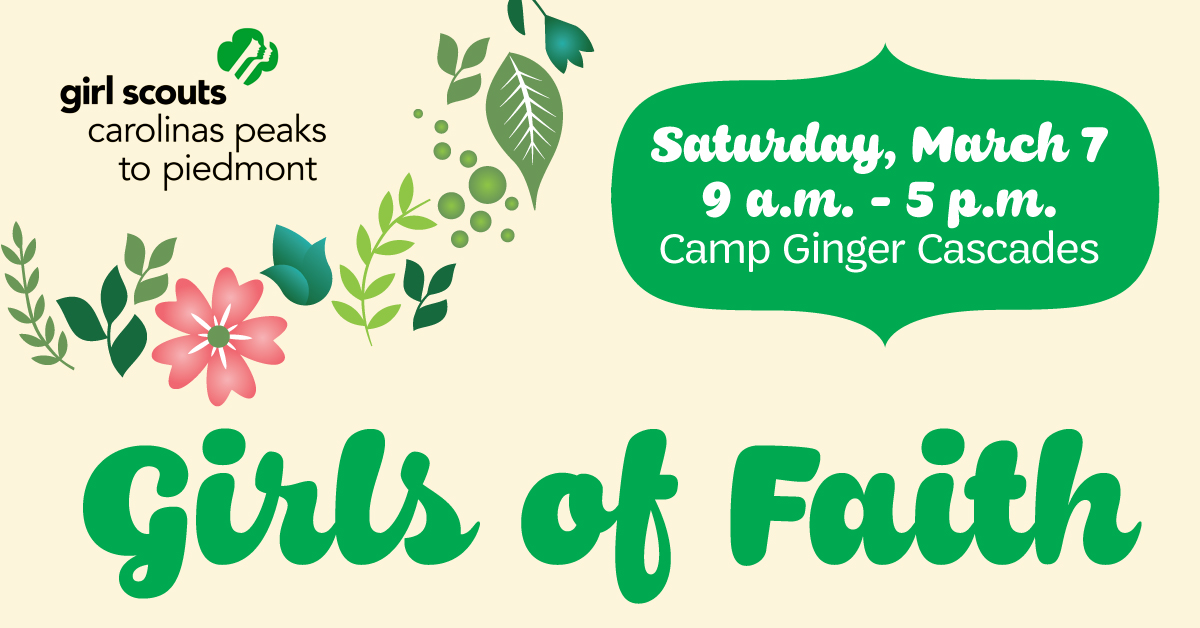 girl scouts
carolinas peaks
to piedmont
Saturday, March 7
9 a.m. - 5 p.m.
Camp Ginger Cascades
Girls of Faith